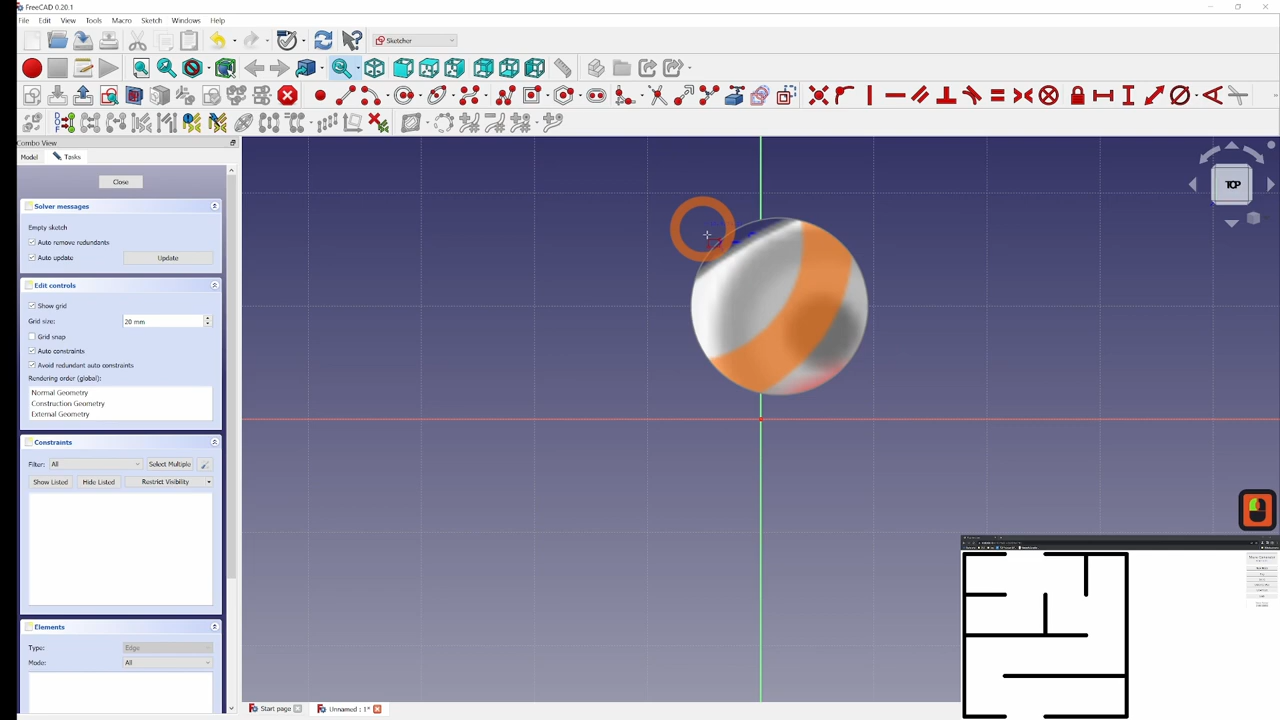 FreeCAD 0.20.1
File Edit View Tools Macro Sketch Windows Help
Sketcher
Combo View
Model Tasks
Close
Solver messages
Empty sketch
Auto remove redundants
Auto update Update
Edit controls
Show grid
Grid size: 20 mm
Grid snap
Auto constraints
Avoid redundant auto constraints
Rendering order (global):
Normal Geometry
Construction Geometry
External Geometry
Constraints
Filter: All Select Multiple
Show Listed Hide Listed Restrict Visibility
Elements
Type: Edge
Mode: All
TOP
Start page Unnamed : 1*